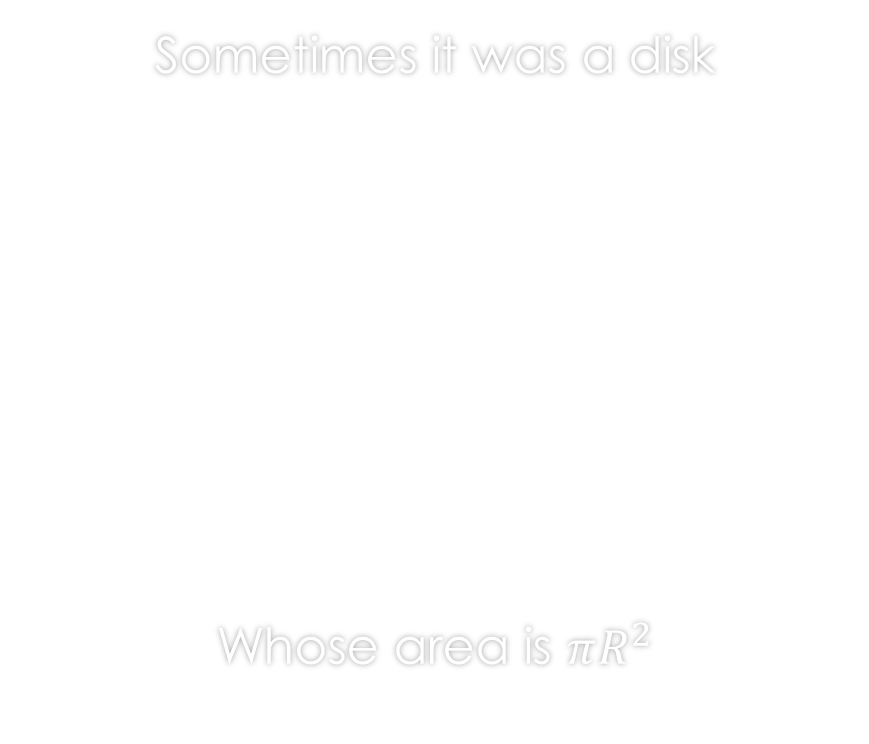 Sometimes it was a disk
Whose area is πR²